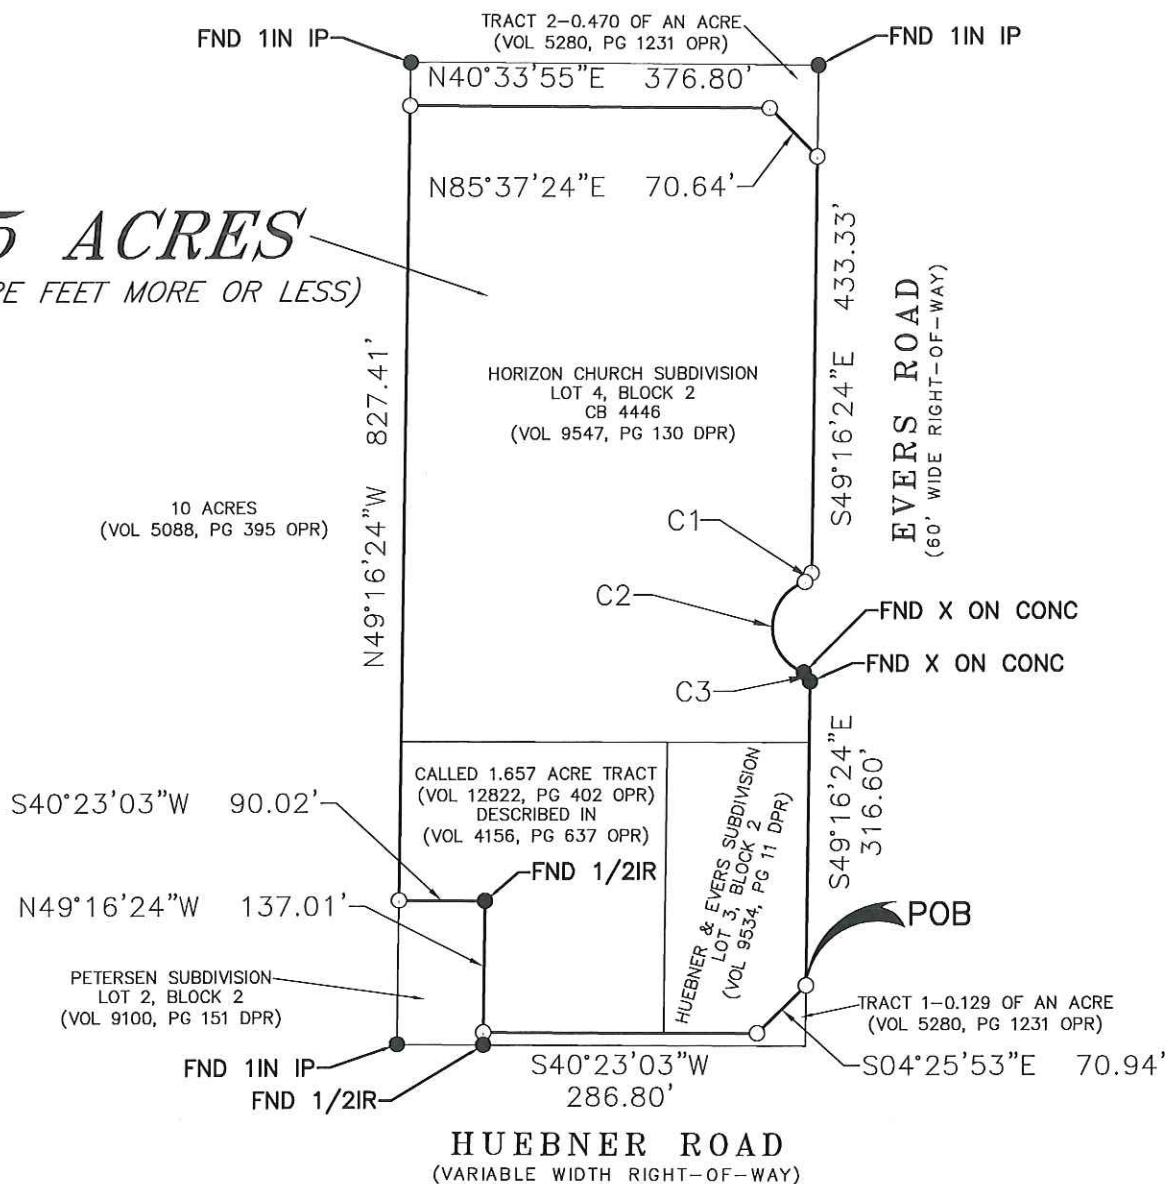 TRACT 2-0.470 OF AN ACRE
(VOL 5280, PG 1231 OPR)
FND 1IN IP
FND 1IN IP
N40°33'55"E 376.80'
N85°37'24"E 70.64'
ACRES
FEET MORE OR LESS)
S49°16'24"E 433.33'
EVERS ROAD
(60' WIDE RIGHT-OF-WAY)
N49°16'24"W 827.41'
HORIZON CHURCH SUBDIVISION
LOT 4, BLOCK 2
CB 4446
(VOL 9547, PG 130 DPR)
10 ACRES
(VOL 5088, PG 395 OPR)
C1
C2
FND X ON CONC
FND X ON CONC
C3
S49°16'24"E
316.60'
CALLED 1.657 ACRE TRACT
(VOL 12822, PG 402 OPR)
DESCRIBED IN
(VOL 4156, PG 637 OPR)
HUEBNER & EVERS SUBDIVISION
LOT 3, BLOCK 2
(VOL 9534, PG 11 DPR)
S40°23'03"W 90.02'
FND 1/2IR
N49°16'24"W 137.01'
POB
PETERSEN SUBDIVISION
LOT 2, BLOCK 2
(VOL 9100, PG 151 DPR)
TRACT 1-0.129 OF AN ACRE
(VOL 5280, PG 1231 OPR)
FND 1IN IP
FND 1/2IR
S40°23'03"W
286.80'
S04°25'53"E 70.94'
HUEBNER ROAD
(VARIABLE WIDTH RIGHT-OF-WAY)